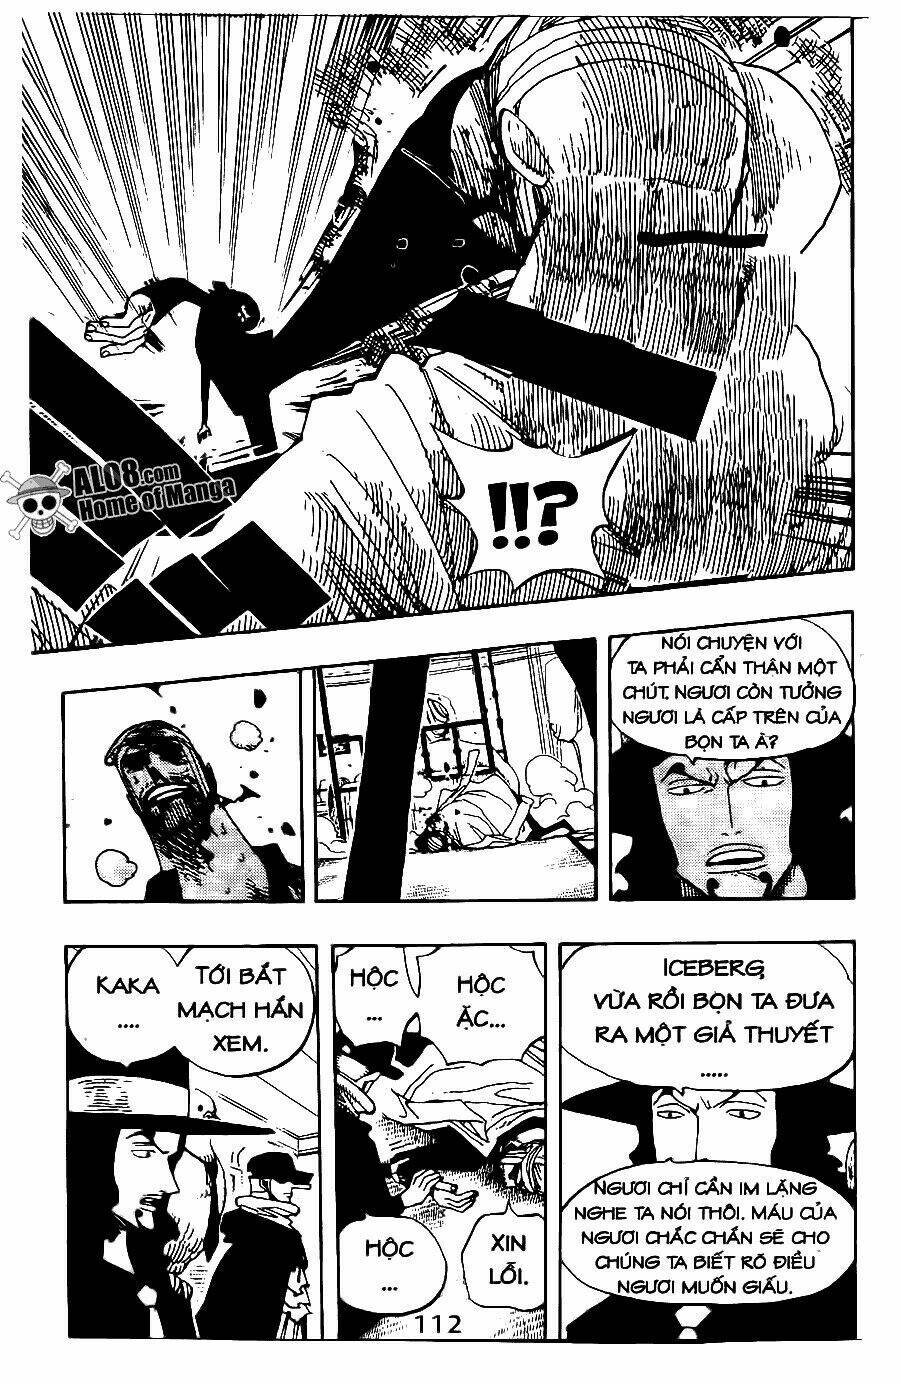 AL08.com
Home of Manga
!!?
NÓI CHUYỆN VỚI
TA PHẢI CẨN THẬN MỘT
CHÚT. NGƯƠI CÒN TƯỞNG
NGƯƠI LÀ CẤP TRÊN CỦA
BỌN TA À?
KAKA
....
TỚI BẮT
MẠCH HẮN
XEM.
HỘC
...
HỘC
ẶC...
HỘC
...
XIN
LỖI.
ICEBERG,
VỪA RỒI BỌN TA ĐƯA
RA MỘT GIẢ THUYẾT
.....
NGƯƠI CHỈ CẦN IM LẶNG
NGHE TA NÓI THÔI. MÁU CỦA
NGƯƠI CHẮC CHẮN SẼ CHO
CHÚNG TA BIẾT RÕ ĐIỀU
NGƯƠI MUỐN GIẤU.
112